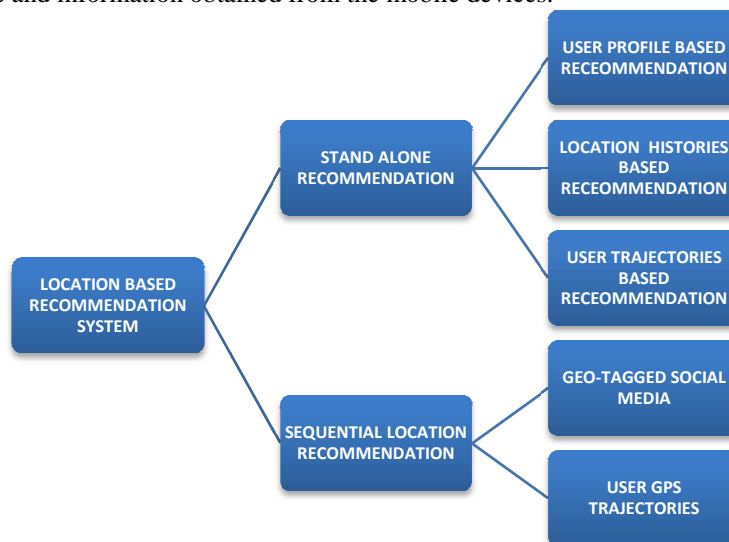 and information obtained from the mobile devices.
USER PROFILE BASED
RECEOMMENDATION
LOCATION HISTORIES
BASED
RECEOMMENDATION
STAND ALONE
RECOMMENDATION
USER TRAJECTORIES
BASED
RECEOMMENDATION
LOCATION BASED
RECOMMENDATION
SYSTEM
GEO-TAGGED SOCIAL
MEDIA
SEQUENTIAL LOCATION
RECOMMENDATION
USER GPS
TRAJECTORIES